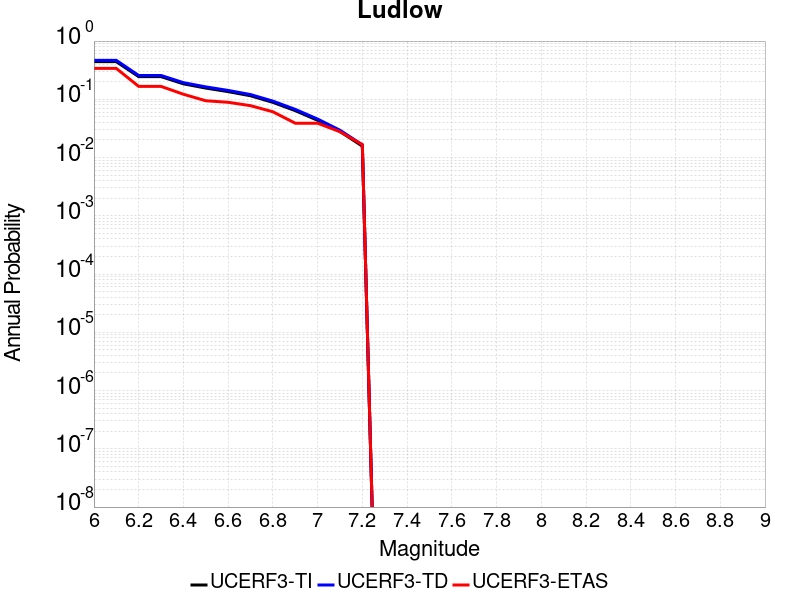 Ludlow
10^0
10^-1
10^-2
10^-3
10^-4
10^-5
10^-6
10^-7
10^-8
Annual Probability
6 6.2 6.4 6.6 6.8 7 7.2 7.4 7.6 7.8 8 8.2 8.4 8.6 8.8 9
Magnitude
UCERF3-TI UCERF3-TD UCERF3-ETAS